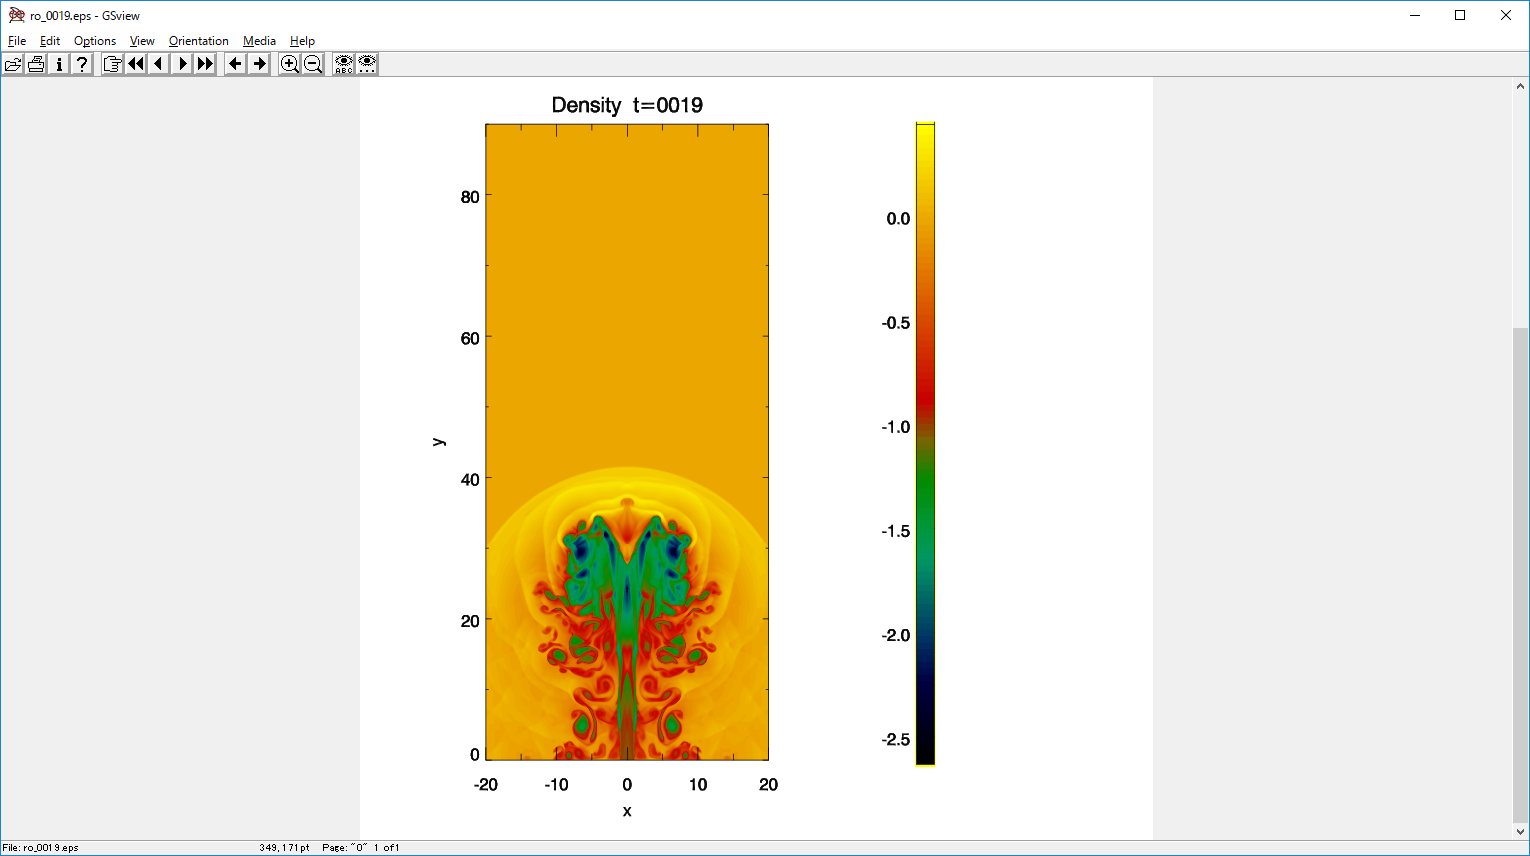 ro_0019.eps - GSview
File Edit Options View Orientation Media Help
i ? ABC
Density t=0019
80
60
40
20
0
y
-20 -10 0 10 20
x
0.0
-0.5
-1.0
-1.5
-2.0
-2.5
File: ro_0019.eps 349,171pt Page: "0" 1 of 1